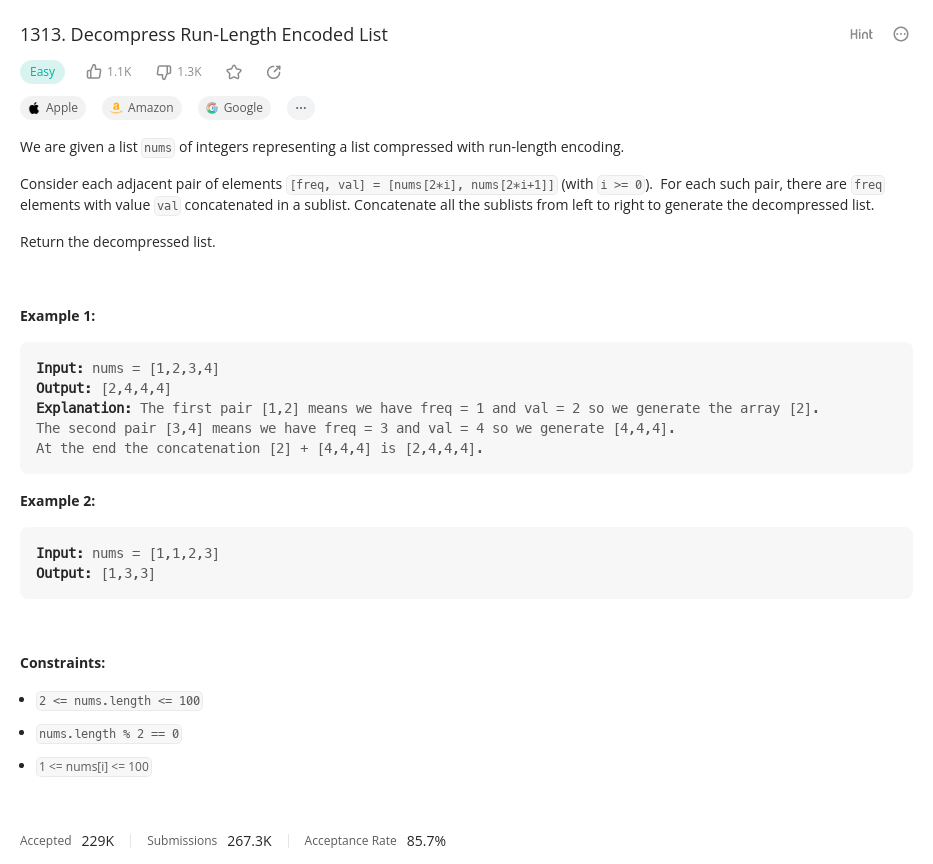 1313. Decompress Run-Length Encoded List
Hint
Easy 1.1K 1.3K
Apple Amazon Google ...
We are given a list nums of integers representing a list compressed with run-length encoding.
Consider each adjacent pair of elements [freq, val] = [nums[2*i], nums[2*i+1]] (with i >= 0).  For each such pair, there are freq
elements with value val concatenated in a sublist. Concatenate all the sublists from left to right to generate the decompressed list.
Return the decompressed list.
Example 1:
Input: nums = [1,2,3,4]
Output: [2,4,4,4]
Explanation: The first pair [1,2] means we have freq = 1 and val = 2 so we generate the array [2].
The second pair [3,4] means we have freq = 3 and val = 4 so we generate [4,4,4].
At the end the concatenation [2] + [4,4,4] is [2,4,4,4].
Example 2:
Input: nums = [1,1,2,3]
Output: [1,3,3]
Constraints:
• 2 <= nums.length <= 100
• nums.length % 2 == 0
• 1 <= nums[i] <= 100
Accepted 229K Submissions 267.3K Acceptance Rate 85.7%